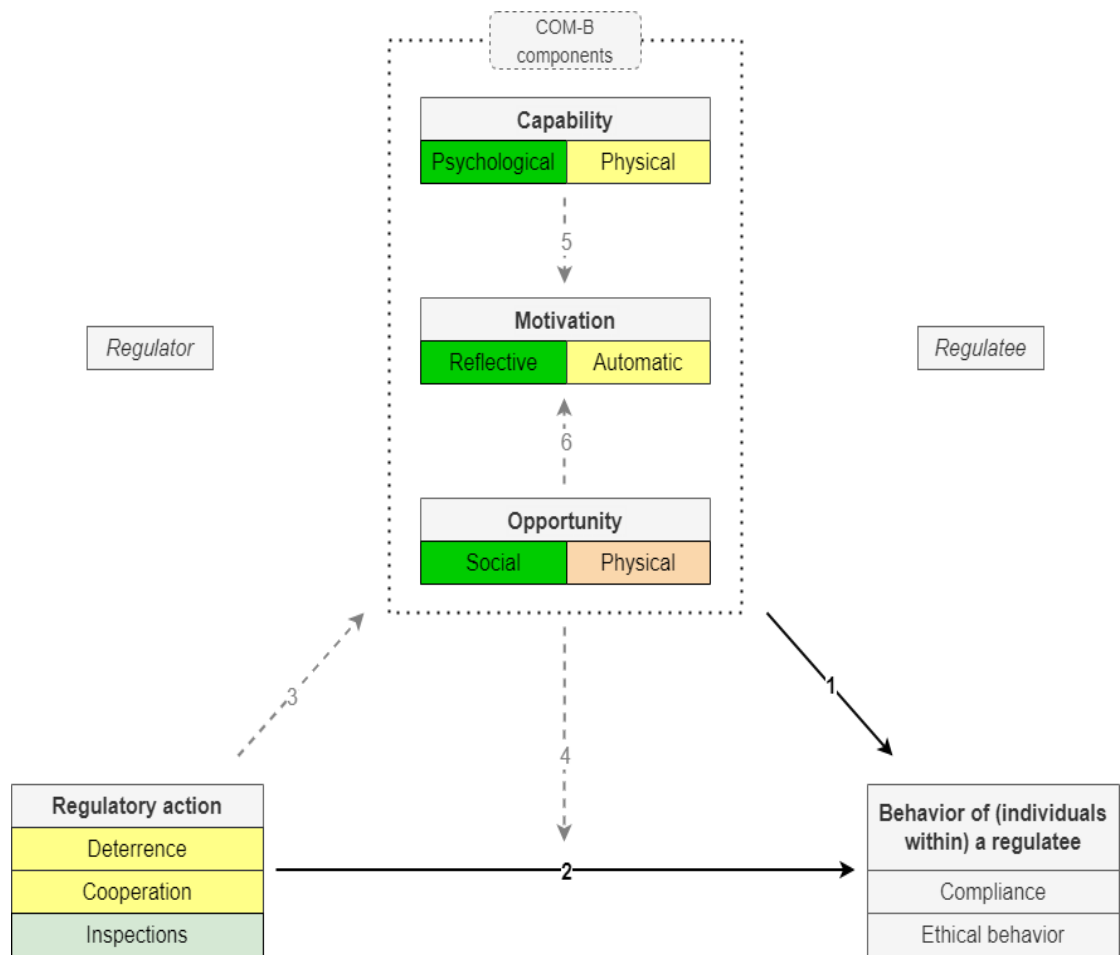 COM-B
components
Capability
Psychological
Physical
5
Motivation
Reflective
Automatic
Regulator
Regulatee
6
Opportunity
Social
Physical
3
4
1
Regulatory action
Deterrence
Cooperation
Inspections
2
Behavior of (individuals
within) a regulatee
Compliance
Ethical behavior